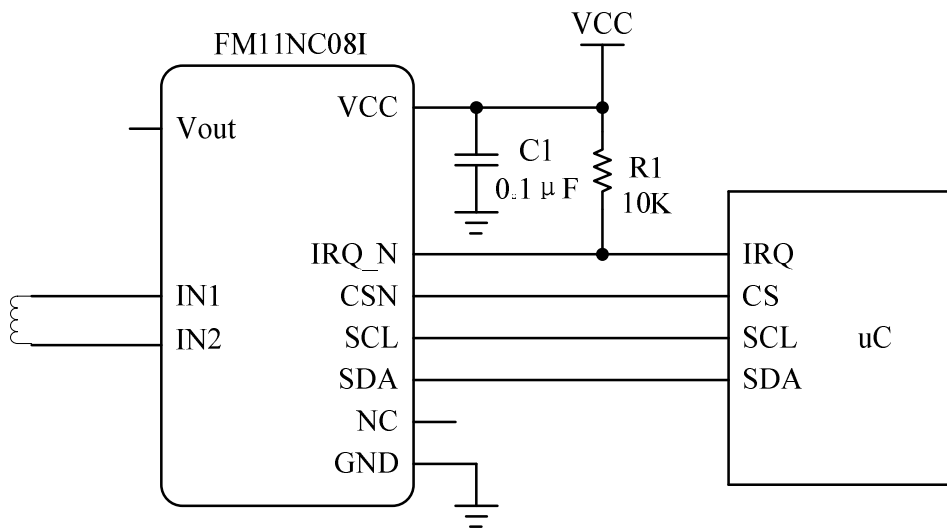 VCC
FM11NC08I
VCC
Vout
C1
0.1μF
R1
10K
IRQ_N
IRQ
IN1
CSN
CS
IN2
SCL
SCL
uC
SDA
SDA
NC
GND